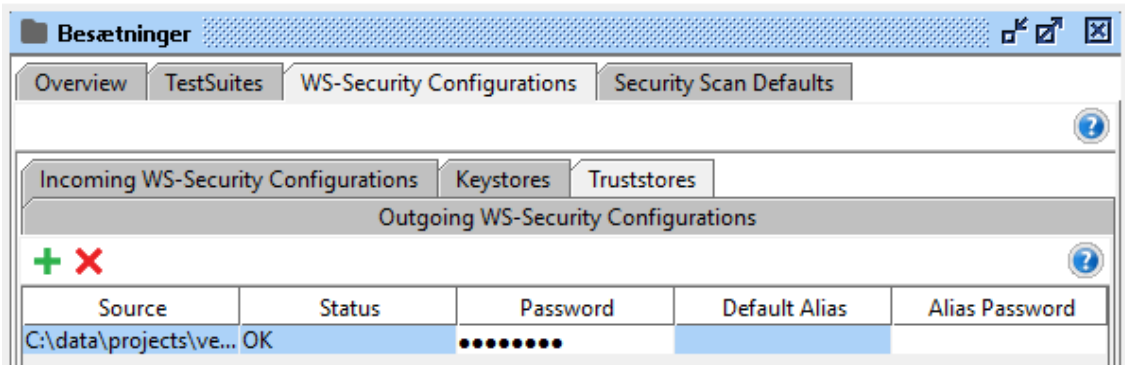 Besætninger
Overview TestSuites WS-Security Configurations Security Scan Defaults
Incoming WS-Security Configurations Keystores Truststores
Outgoing WS-Security Configurations
Source Status Password Default Alias Alias Password
C:\data\projects\ve... OK ••••••••